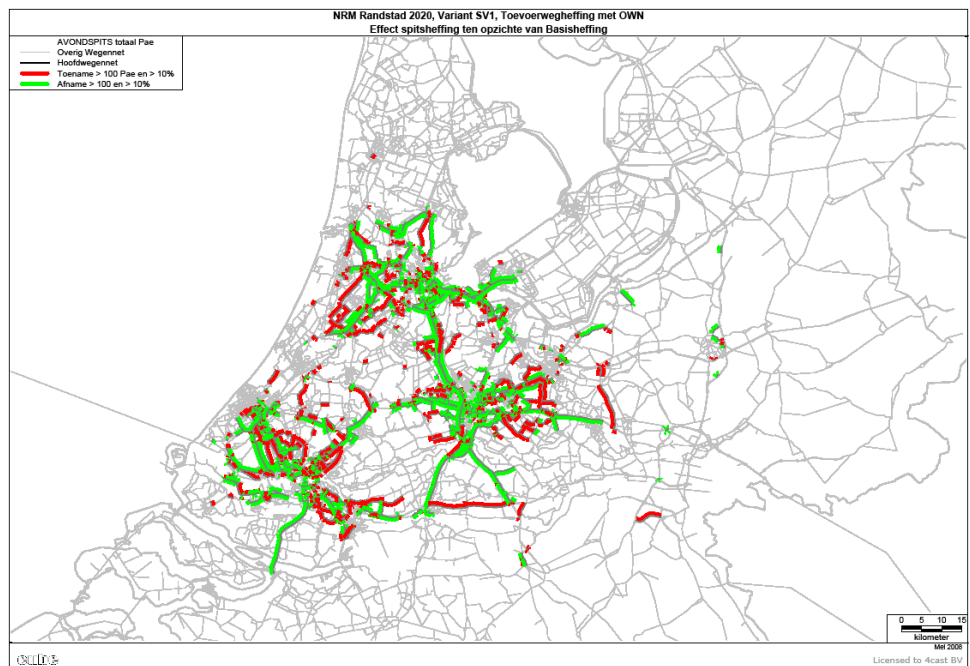 NRM Randstad 2020, Variant SV1, Toevoerwegheffing met OWN
Effect spitsheffing ten opzichte van Basisheffing
AVONDSPITS totaal Pae
Overig Wegennet
Hoofdwegennet
Toename > 100 Pae en > 10%
Afname > 100 en > 10%
0 5 10 15
kilometer
Mei 2008
cube
Licensed to 4cast BV